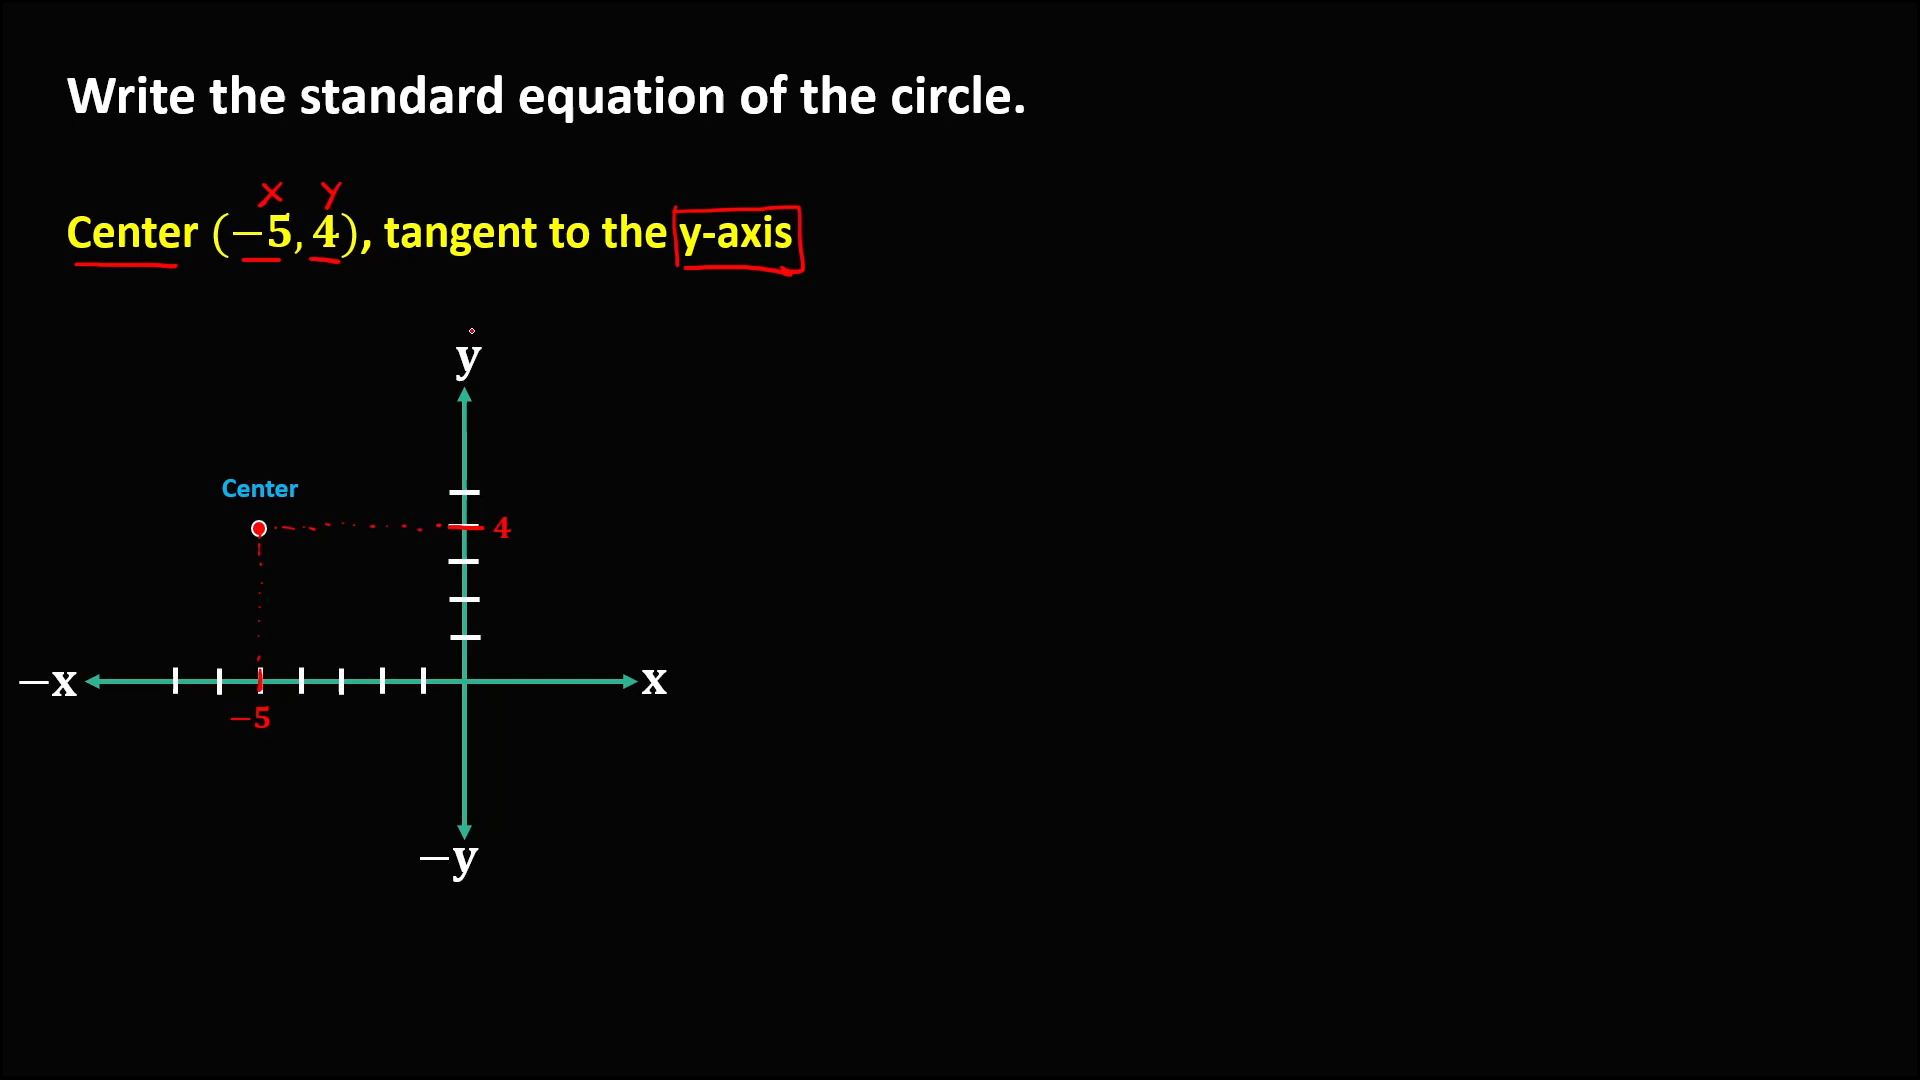 Write the standard equation of the circle.
x y
Center (−5, 4), tangent to the y-axis
y
Center
4
−x
x
−5
−y